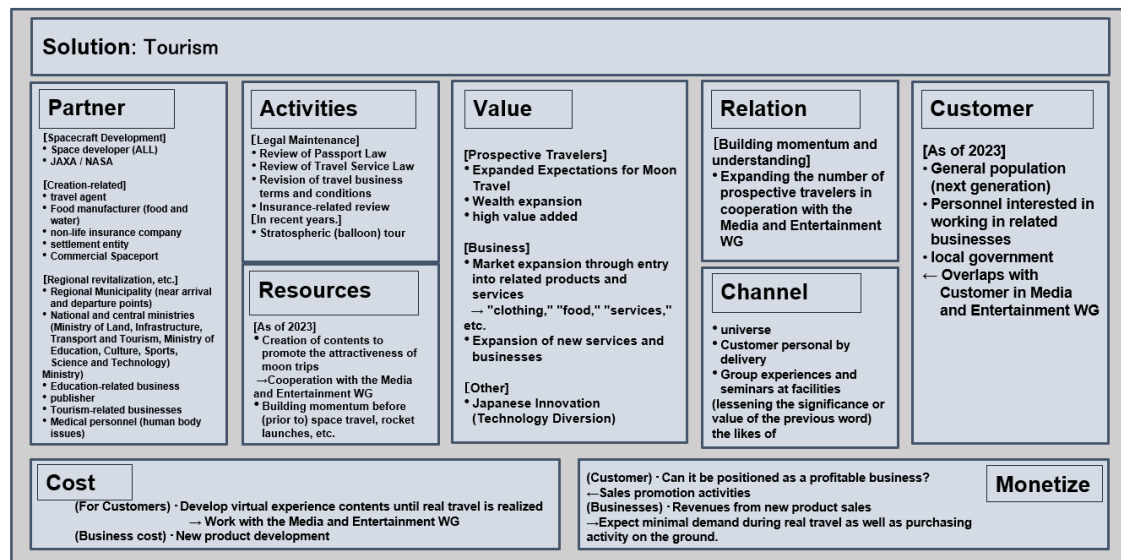 Solution: Tourism
Partner
[Spacecraft Development]
• Space developer (ALL)
• JAXA / NASA
[Creation-related]
• travel agent
• Food manufacturer (food and
water)
• non-life insurance company
• settlement entity
• Commercial Spaceport
[Regional revitalization, etc.]
• Regional Municipality (near arrival
and departure points)
• National and central ministries
(Ministry of Land, Infrastructure,
Transport and Tourism, Ministry of
Education, Culture, Sports,
Science and Technology)
Ministry)
• Education-related business
• publisher
• Tourism-related businesses
• Medical personnel (human body
issues)
Activities
[Legal Maintenance]
• Review of Passport Law
• Review of Travel Service Law
• Revision of travel business
terms and conditions
• Insurance-related review
[In recent years.]
• Stratospheric (balloon) tour
Resources
[As of 2023]
• Creation of contents to
promote the attractiveness of
moon trips
→Cooperation with the Media
and Entertainment WG
• Building momentum before
(prior to) space travel, rocket
launches, etc.
Value
[Prospective Travelers]
• Expanded Expectations for Moon
Travel
• Wealth expansion
• high value added
[Business]
• Market expansion through entry
into related products and
services
→ "clothing," "food," "services,"
etc.
• Expansion of new services and
businesses
[Other]
• Japanese Innovation
(Technology Diversion)
Relation
[Building momentum and
understanding]
• Expanding the number of
prospective travelers in
cooperation with the
Media and Entertainment
WG
Channel
• universe
• Customer personal by
delivery
• Group experiences and
seminars at facilities
(lessening the significance or
value of the previous word)
the likes of
Customer
[As of 2023]
• General population
(next generation)
• Personnel interested in
working in related
businesses
• local government
← Overlaps with
Customer in Media
and Entertainment WG
Cost
(For Customers) · Develop virtual experience contents until real travel is realized
→ Work with the Media and Entertainment WG
(Business cost) · New product development
Monetize
(Customer) · Can it be positioned as a profitable business?
←Sales promotion activities
(Businesses) · Revenues from new product sales
→Expect minimal demand during real travel as well as purchasing
activity on the ground.